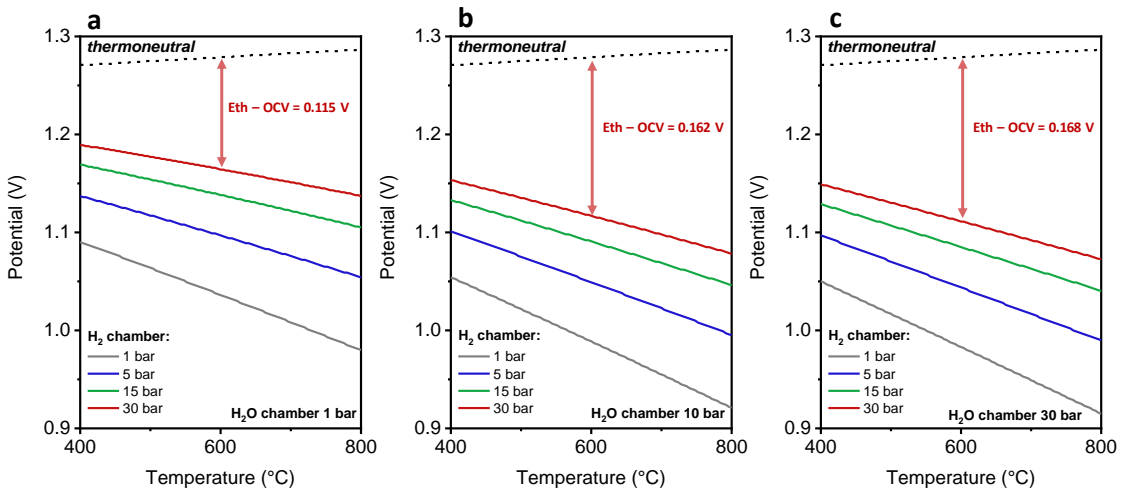 a
thermoneutral
Eth – OCV = 0.115 V
H₂ chamber:
1 bar
5 bar
15 bar
30 bar
H₂O chamber 1 bar
1.3
1.2
1.1
1.0
0.9
400
600
800
Potential (V)
Temperature (°C)
b
thermoneutral
Eth – OCV = 0.162 V
H₂ chamber:
1 bar
5 bar
15 bar
30 bar
H₂O chamber 10 bar
1.3
1.2
1.1
1.0
0.9
400
600
800
Potential (V)
Temperature (°C)
c
thermoneutral
Eth – OCV = 0.168 V
H₂ chamber:
1 bar
5 bar
15 bar
30 bar
H₂O chamber 30 bar
1.3
1.2
1.1
1.0
0.9
400
600
800
Potential (V)
Temperature (°C)